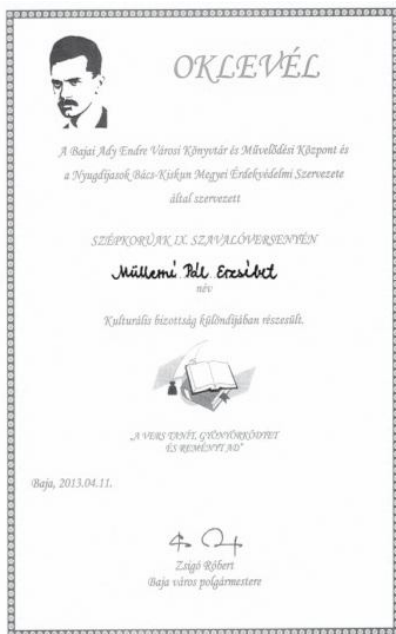 OKLEVÉL
A Bajai Ady Endre Városi Könyvtár és Művelődési Központ és
a Nyugdíjasok Bács-Kiskun Megyei Érdekvédelmi Szervezete
által szervezett
SZÉPKORÚAK IX. SZAVALÓVERSENYÉN
Müllerné Pál Erzsébet
név
Kulturális bizottság különdíjában részesült.
„A VERS TANÍT, GYÖNYÖRKÖDTET
ÉS REMÉNYT AD"
Baja, 2013.04.11.
Zsigó Róbert
Baja város polgármestere